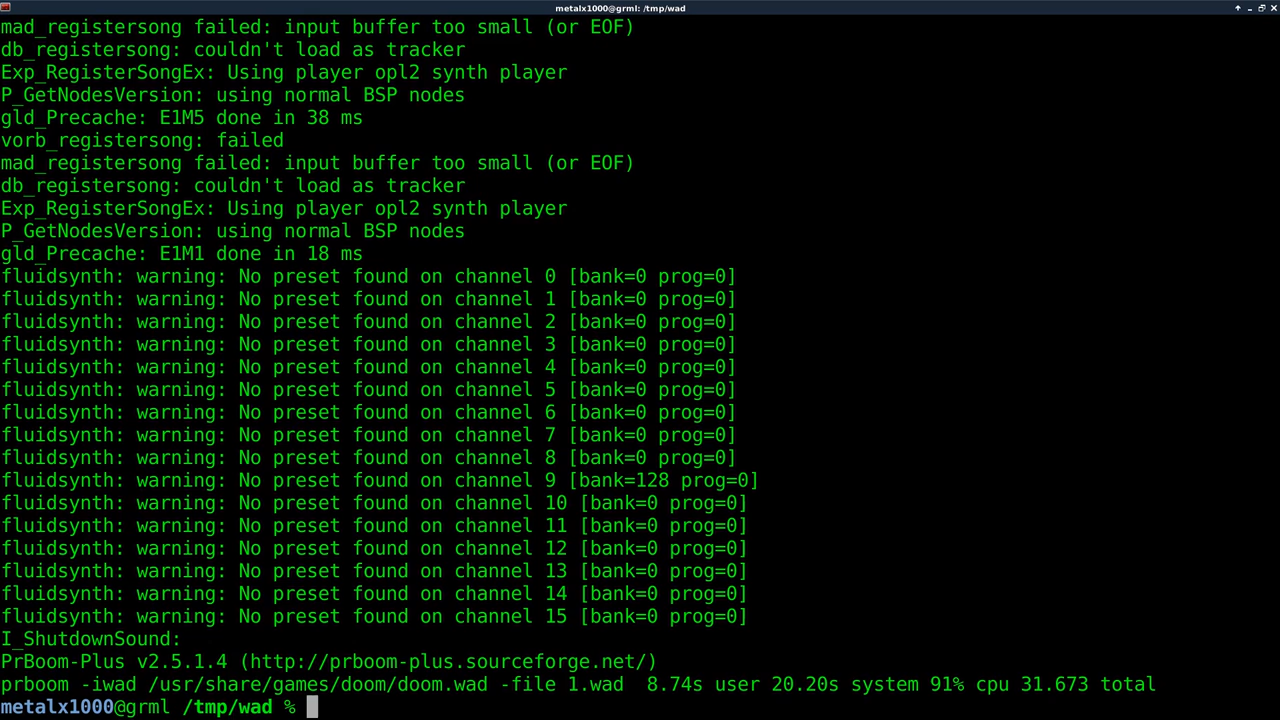 metalx1000@grml: /tmp/wad
mad_registersong failed: input buffer too small (or EOF)
db_registersong: couldn't load as tracker
Exp_RegisterSongEx: Using player opl2 synth player
P_GetNodesVersion: using normal BSP nodes
gld_Precache: E1M5 done in 38 ms
vorb_registersong: failed
mad_registersong failed: input buffer too small (or EOF)
db_registersong: couldn't load as tracker
Exp_RegisterSongEx: Using player opl2 synth player
P_GetNodesVersion: using normal BSP nodes
gld_Precache: E1M1 done in 18 ms
fluidsynth: warning: No preset found on channel 0 [bank=0 prog=0]
fluidsynth: warning: No preset found on channel 1 [bank=0 prog=0]
fluidsynth: warning: No preset found on channel 2 [bank=0 prog=0]
fluidsynth: warning: No preset found on channel 3 [bank=0 prog=0]
fluidsynth: warning: No preset found on channel 4 [bank=0 prog=0]
fluidsynth: warning: No preset found on channel 5 [bank=0 prog=0]
fluidsynth: warning: No preset found on channel 6 [bank=0 prog=0]
fluidsynth: warning: No preset found on channel 7 [bank=0 prog=0]
fluidsynth: warning: No preset found on channel 8 [bank=0 prog=0]
fluidsynth: warning: No preset found on channel 9 [bank=128 prog=0]
fluidsynth: warning: No preset found on channel 10 [bank=0 prog=0]
fluidsynth: warning: No preset found on channel 11 [bank=0 prog=0]
fluidsynth: warning: No preset found on channel 12 [bank=0 prog=0]
fluidsynth: warning: No preset found on channel 13 [bank=0 prog=0]
fluidsynth: warning: No preset found on channel 14 [bank=0 prog=0]
fluidsynth: warning: No preset found on channel 15 [bank=0 prog=0]
I_ShutdownSound:
PrBoom-Plus v2.5.1.4 (http://prboom-plus.sourceforge.net/)
prboom -iwad /usr/share/games/doom/doom.wad -file 1.wad  8.74s user 20.20s system 91% cpu 31.673 total
metalx1000@grml /tmp/wad %